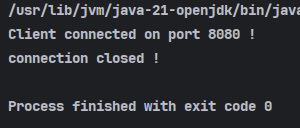 /usr/lib/jvm/java-21-openjdk/bin/java
Client connected on port 8080 !
connection closed !
Process finished with exit code 0